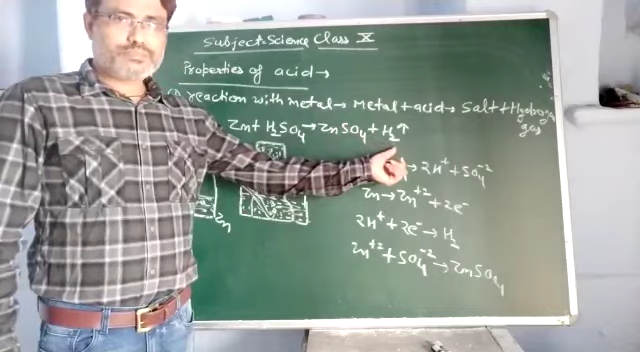 Subject=Science Class X
Properties of acid→
(1) reaction with metal→ Metal+acid→ Salt+Hydrogen
gas
Zn+H₂SO₄→ZnSO₄+H₂↑
→2H⁺+SO₄⁻²
Zn→Zn⁺²+2e⁻
2H⁺+2e⁻→H₂
Zn
Zn⁺²+SO₄⁻²→ZnSO₄